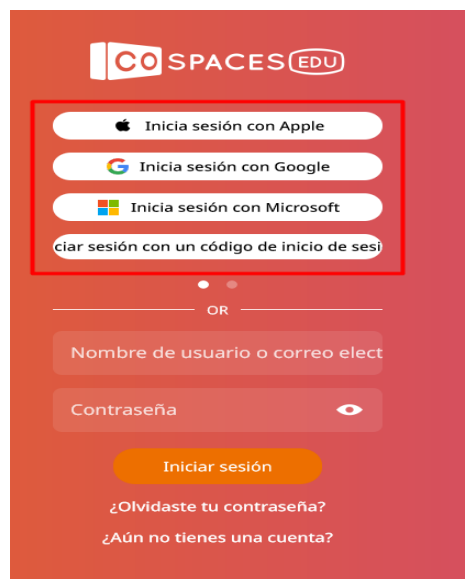 COSPACES EDU
Inicia sesión con Apple
Inicia sesión con Google
Inicia sesión con Microsoft
ciar sesión con un código de inicio de sesi
OR
Nombre de usuario o correo elect
Contraseña
Iniciar sesión
¿Olvidaste tu contraseña?
¿Aún no tienes una cuenta?